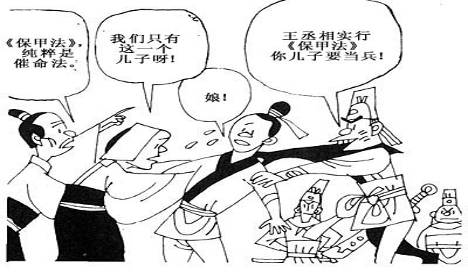 《保甲法》，
纯粹是
催命法。
我们只有
这一个
儿子呀！
娘！
王丞相实行
《保甲法》
你儿子要当兵！